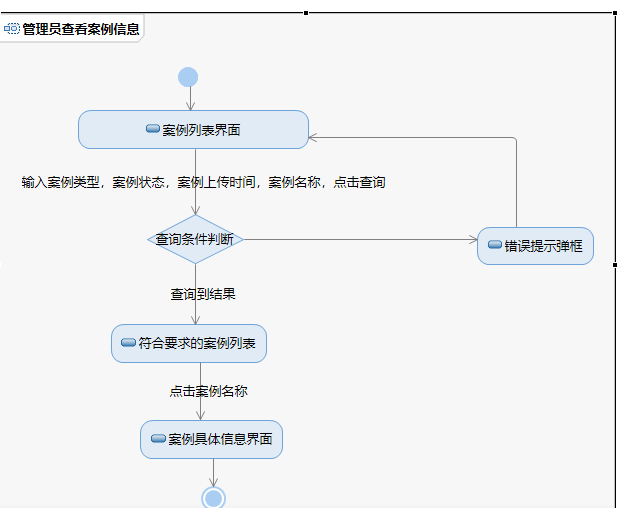 管理员查看案例信息
案例列表界面
输入案例类型，案例状态，案例上传时间，案例名称，点击查询
查询条件判断
错误提示弹框
查询到结果
符合要求的案例列表
点击案例名称
案例具体信息界面